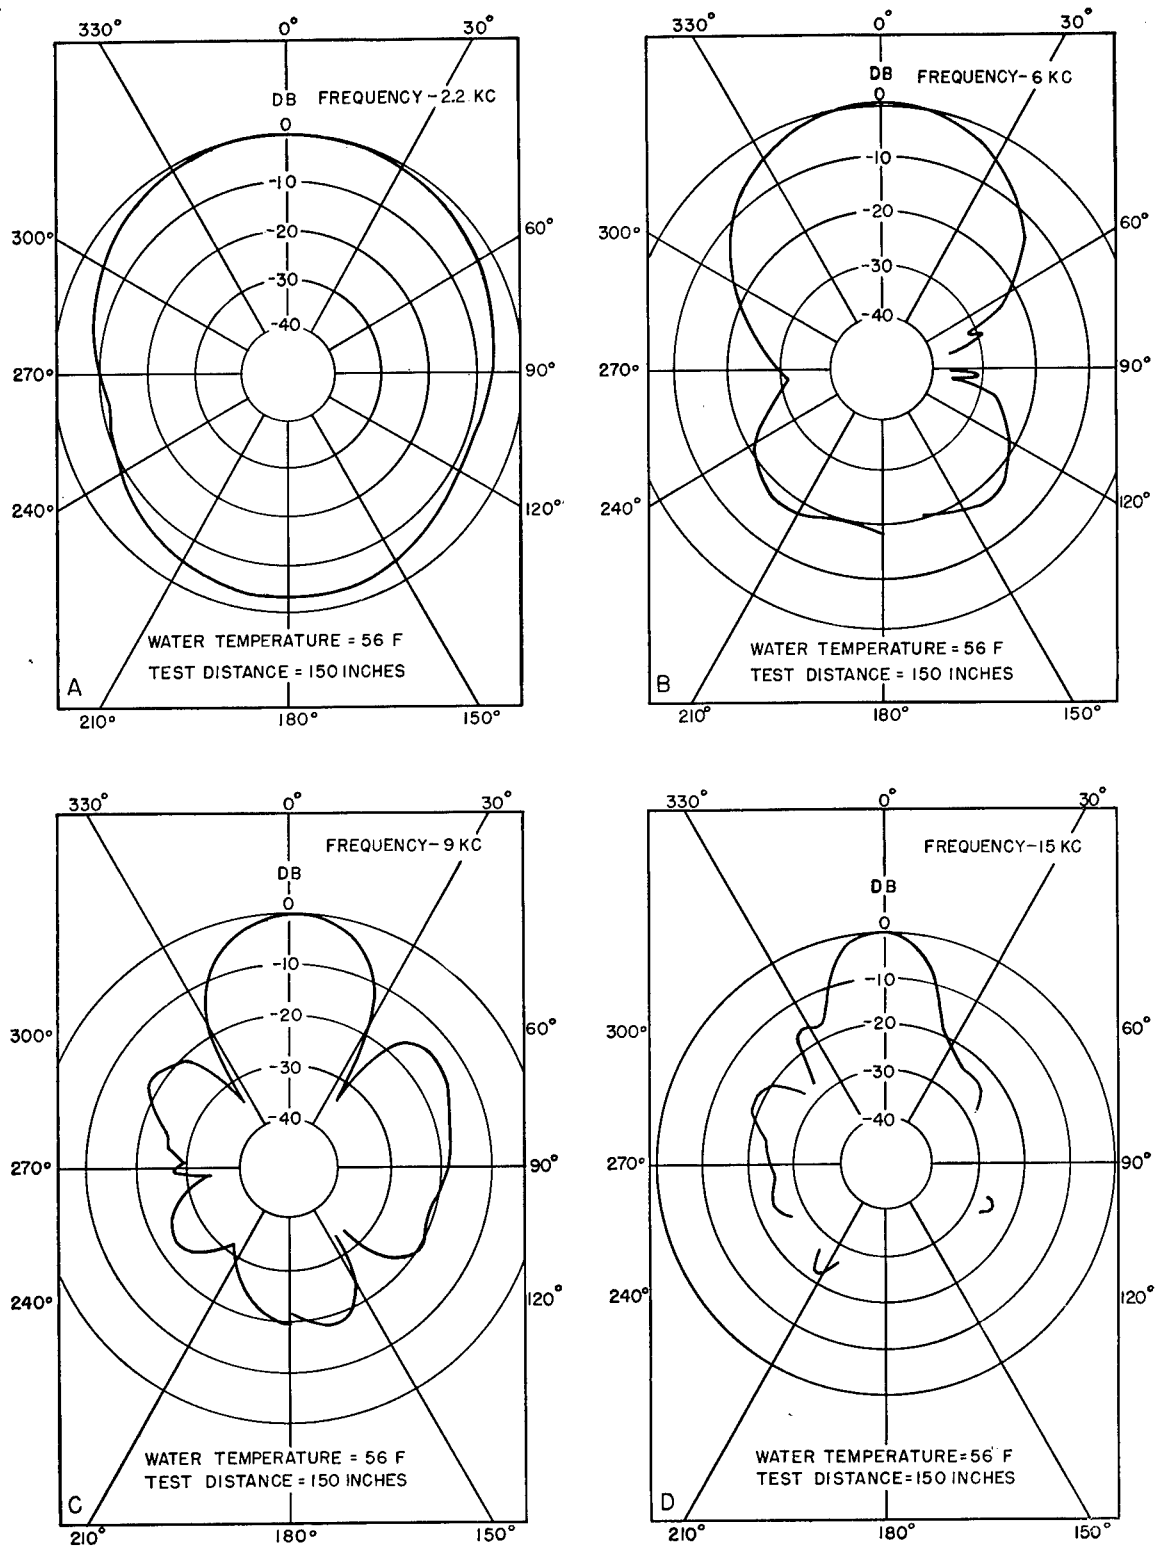 330° 0° 30°
DB FREQUENCY-2.2 KC
0
-10
-20
-30
-40
300° 60°
270° 90°
240° 120°
WATER TEMPERATURE = 56 F
TEST DISTANCE = 150 INCHES
A
210° 180° 150°
330° 0° 30°
DB FREQUENCY-6 KC
0
-10
-20
-30
-40
300° 60°
270° 90°
240° 120°
WATER TEMPERATURE = 56 F
TEST DISTANCE = 150 INCHES
B
210° 180° 150°
330° 0° 30°
FREQUENCY-9 KC
DB
0
-10
-20
-30
-40
300° 60°
270° 90°
240° 120°
WATER TEMPERATURE = 56 F
TEST DISTANCE = 150 INCHES
C
210° 180° 150°
330° 0° 30°
FREQUENCY-15 KC
DB
0
-10
-20
-30
-40
300° 60°
270° 90°
240° 120°
WATER TEMPERATURE=56 F
TEST DISTANCE=150 INCHES
D
210° 180° 150°